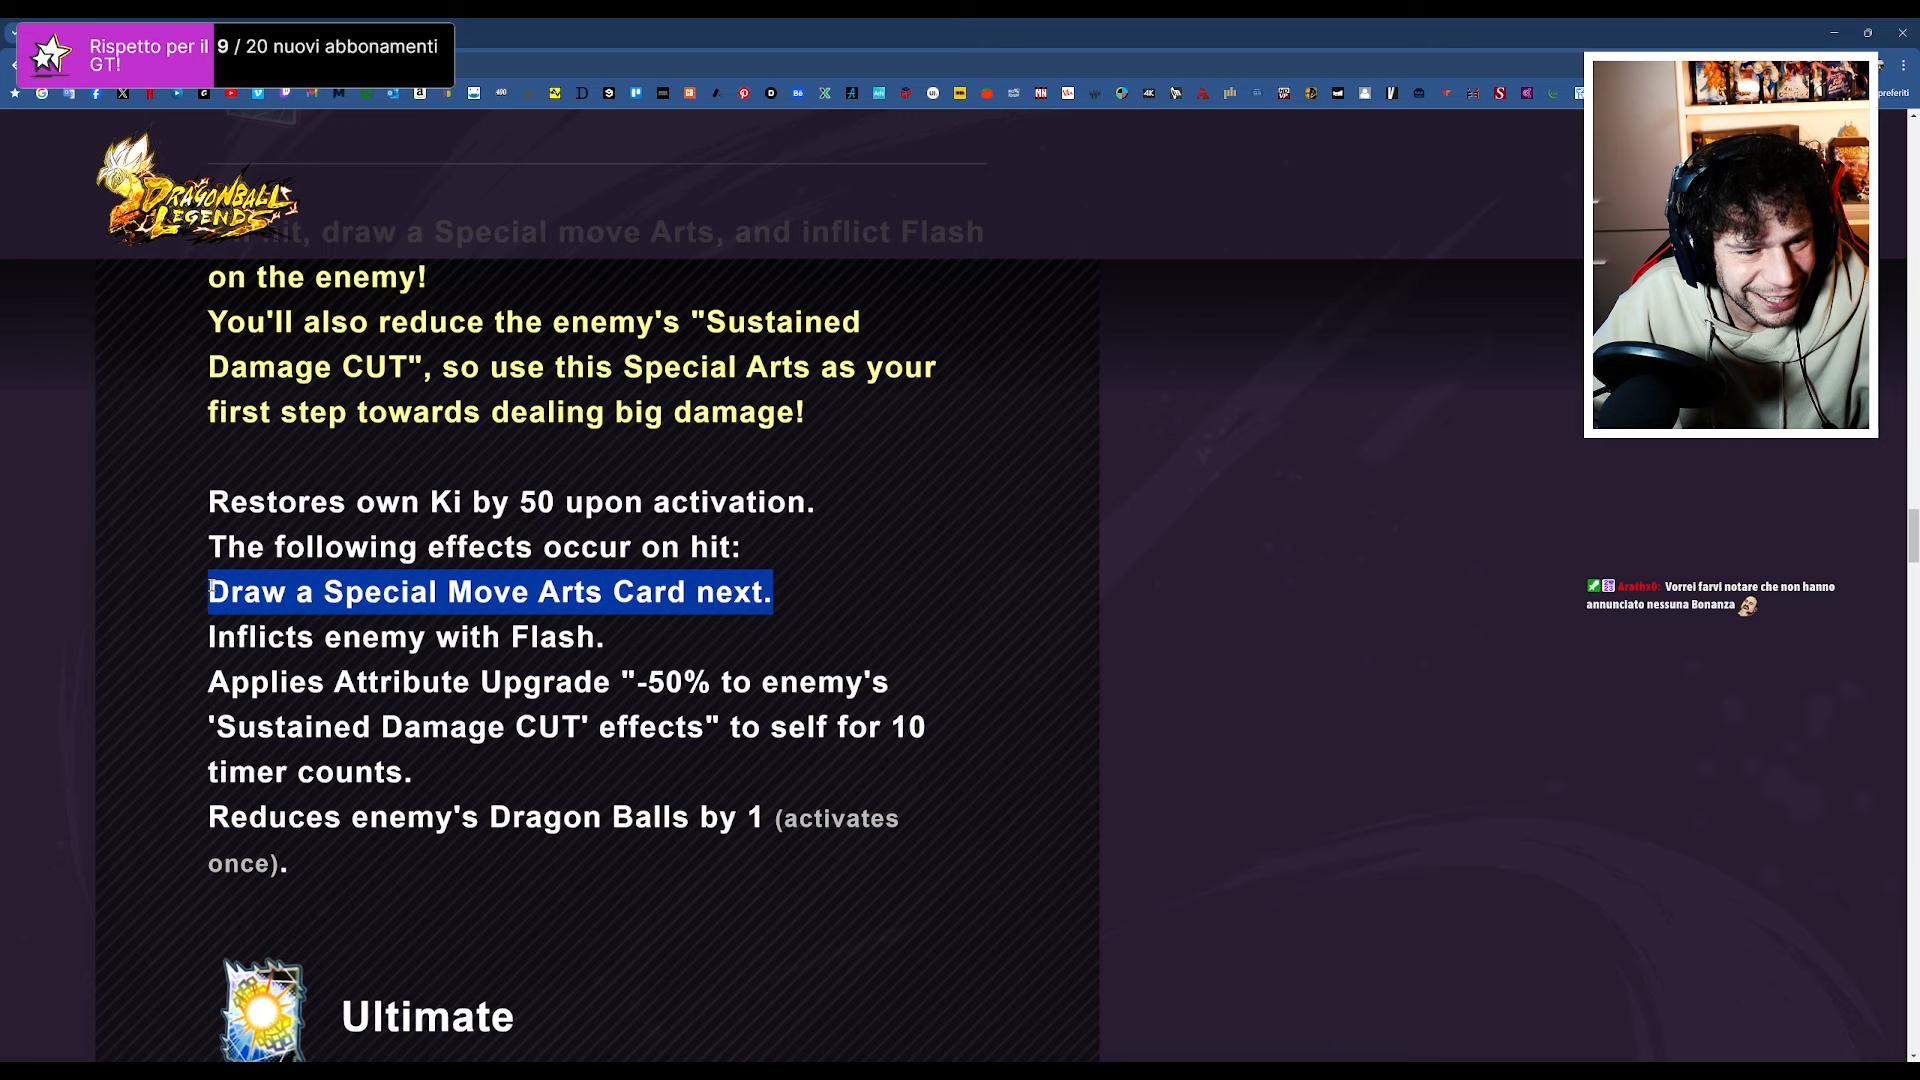 Rispetto per il 9 / 20 nuovi abbonamenti
GT!
preferiti
DRAGONBALL
LEGENDS
hit, draw a Special move Arts, and inflict Flash
on the enemy!
You'll also reduce the enemy's "Sustained
Damage CUT", so use this Special Arts as your
first step towards dealing big damage!
Restores own Ki by 50 upon activation.
The following effects occur on hit:
Draw a Special Move Arts Card next.
Inflicts enemy with Flash.
Applies Attribute Upgrade "-50% to enemy's
'Sustained Damage CUT' effects" to self for 10
timer counts.
Reduces enemy's Dragon Balls by 1 (activates
once).
Ultimate
Arathx0: Vorrei farvi notare che non hanno
annunciato nessuna Bonanza